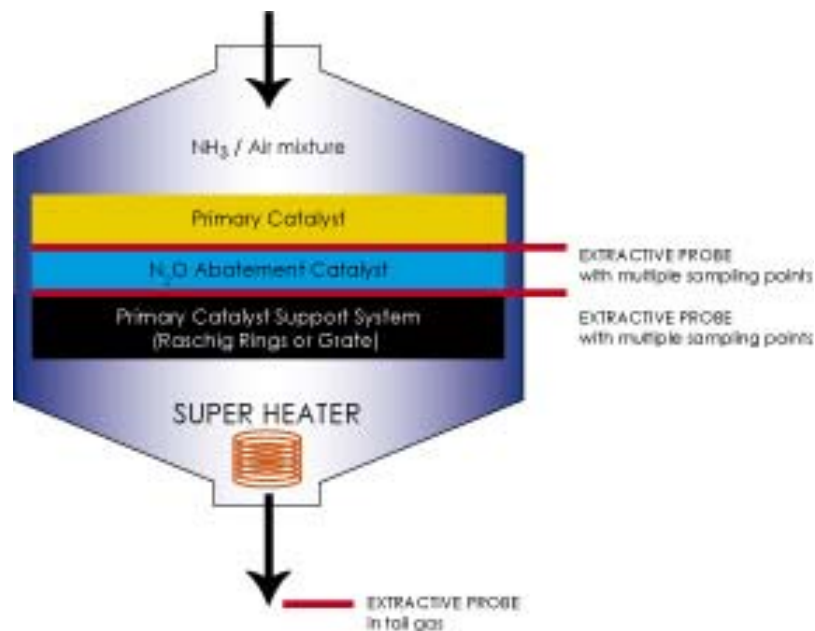 NH₃ / Air mixture
Primary Catalyst
N₂O Abatement Catalyst
EXTRACTIVE PROBE
with multiple sampling points
Primary Catalyst Support System
(Raschig Rings or Grate)
EXTRACTIVE PROBE
with multiple sampling points
SUPER HEATER
EXTRACTIVE PROBE
in tail gas